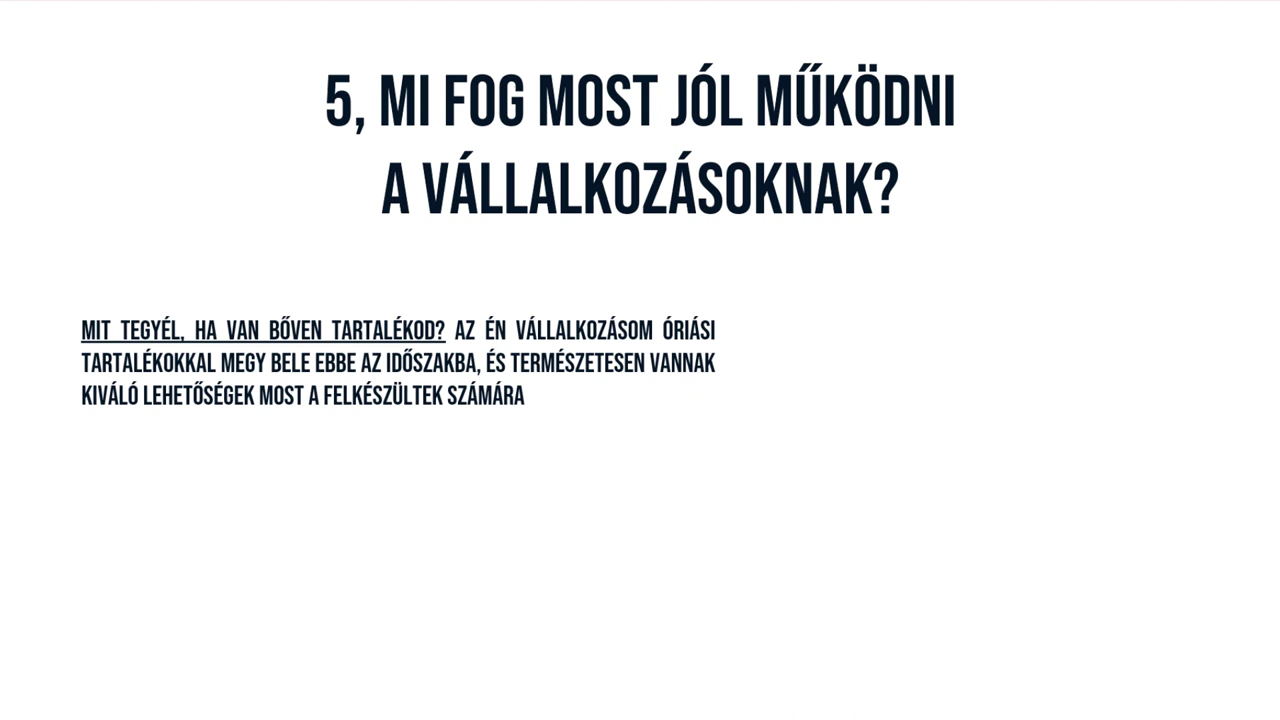 5, MI FOG MOST JÓL MŰKÖDNI
A VÁLLALKOZÁSOKNAK?
MIT TEGYÉL, HA VAN BŐVEN TARTALÉKOD? AZ ÉN VÁLLALKOZÁSOM ÓRIÁSI
TARTALÉKOKKAL MEGY BELE EBBE AZ IDŐSZAKBA, ÉS TERMÉSZETESEN VANNAK
KIVÁLÓ LEHETŐSÉGEK MOST A FELKÉSZÜLTEK SZÁMÁRA